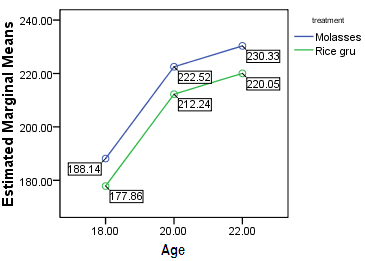 treatment
Molasses
Rice gru
Estimated Marginal Means
240.00
220.00
200.00
180.00
230.33
222.52
220.05
212.24
188.14
177.86
18.00 20.00 22.00
Age